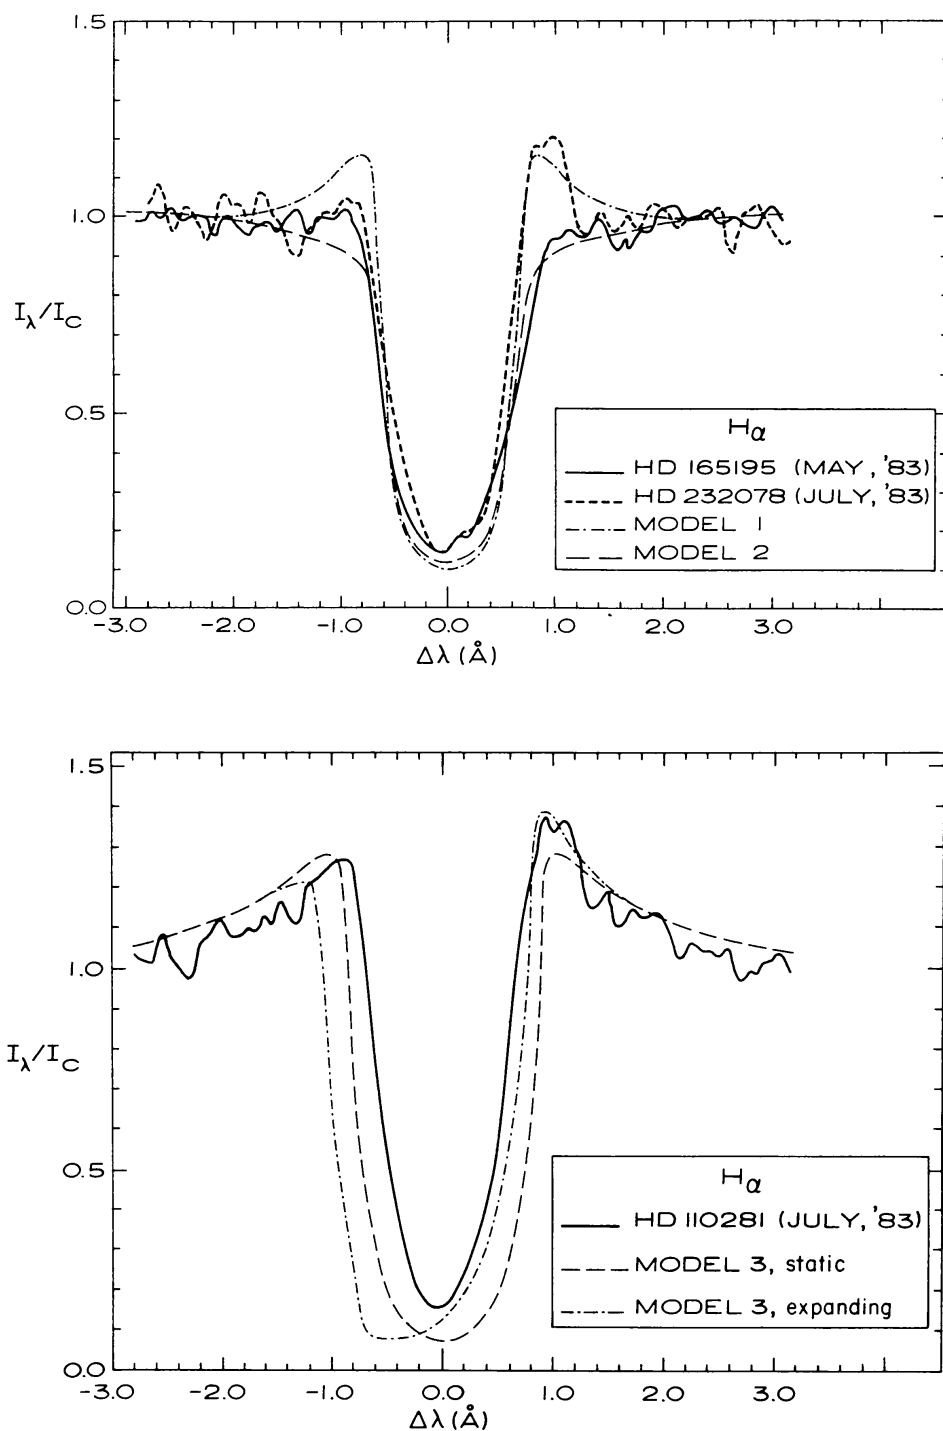 1.5
1.0
I_λ/I_C
0.5
H_α
HD 165195 (MAY, '83)
HD 232078 (JULY, '83)
MODEL 1
MODEL 2
0.0
-3.0 -2.0 -1.0 0.0 1.0 2.0 3.0
Δλ (Å)
1.5
1.0
I_λ/I_C
0.5
H_α
HD 110281 (JULY, '83)
MODEL 3, static
MODEL 3, expanding
0.0
-3.0 -2.0 -1.0 0.0 1.0 2.0 3.0
Δλ (Å)